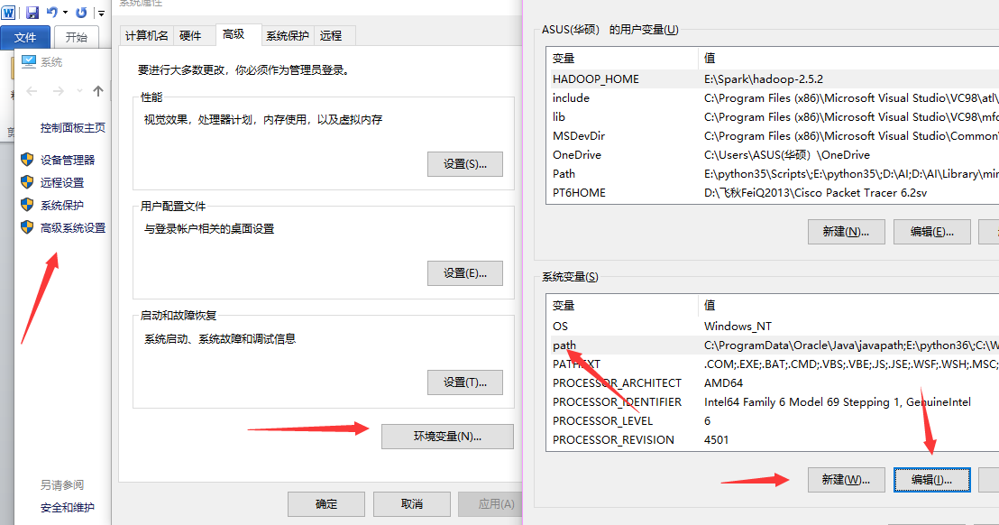 文件
开始
系统
控制面板主页
设备管理器
远程设置
系统保护
高级系统设置
另请参阅
安全和维护
系统属性
计算机名 硬件 高级 系统保护 远程
要进行大多数更改，你必须作为管理员登录。
性能
视觉效果，处理器计划，内存使用，以及虚拟内存
设置(S)...
用户配置文件
与登录帐户相关的桌面设置
设置(E)...
启动和故障恢复
系统启动、系统故障和调试信息
设置(T)...
环境变量(N)...
确定 取消 应用(A)
ASUS(华硕) 的用户变量(U)
变量 值
HADOOP_HOME E:\Spark\hadoop-2.5.2
include C:\Program Files (x86)\Microsoft Visual Studio\VC98\atl\
lib C:\Program Files (x86)\Microsoft Visual Studio\VC98\mfc
MSDevDir C:\Program Files (x86)\Microsoft Visual Studio\Common
OneDrive C:\Users\ASUS(华硕) \OneDrive
Path E:\python35\Scripts\;E:\python35\;D:\AI;D:\AI\Library\min
PT6HOME D:\飞秋FeiQ2013\Cisco Packet Tracer 6.2sv
新建(N)... 编辑(E)...
系统变量(S)
变量 值
OS Windows_NT
path C:\ProgramData\Oracle\Java\javapath;E:\python36\;C:\W
PATHEXT .COM;.EXE;.BAT;.CMD;.VBS;.VBE;.JS;.JSE;.WSF;.WSH;.MSC;
PROCESSOR_ARCHITECT AMD64
PROCESSOR_IDENTIFIER Intel64 Family 6 Model 69 Stepping 1, GenuineIntel
PROCESSOR_LEVEL 6
PROCESSOR_REVISION 4501
新建(W)... 编辑(I)...